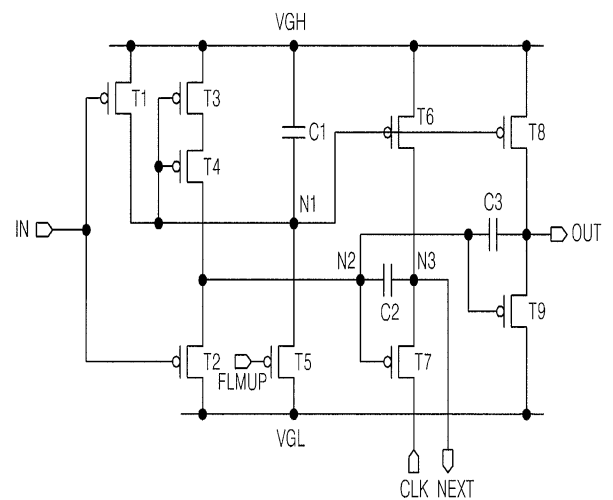 VGH
T1
T3
T6
T8
C1
T4
N1
C3
IN
OUT
N2
N3
C2
T9
T2
FLMUP
T5
T7
VGL
CLK
NEXT